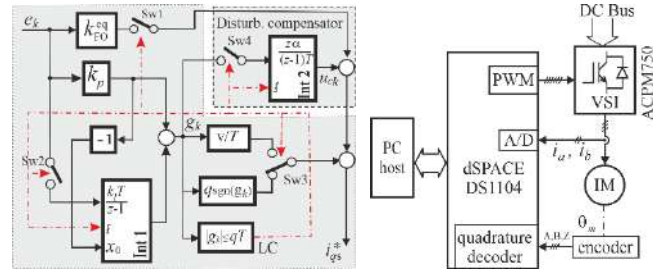 e_k
k_EO^eq
Sw1
Disturb. compensator
Sw4
zα
(z-1)T
f
Int 2
u_ck
k_p
-1
g_k
v/T
Sw2
Sw3
qsgn(g_k)
k_I T
z-1
f
x_0
Int 1
|g_k|≤qT
LC
i_qs^*
DC Bus
PWM
VSI
ACPM750
PC
host
dSPACE
DS1104
A/D
i_a, i_b
IM
θ_m
quadrature
decoder
A,B,Z
encoder